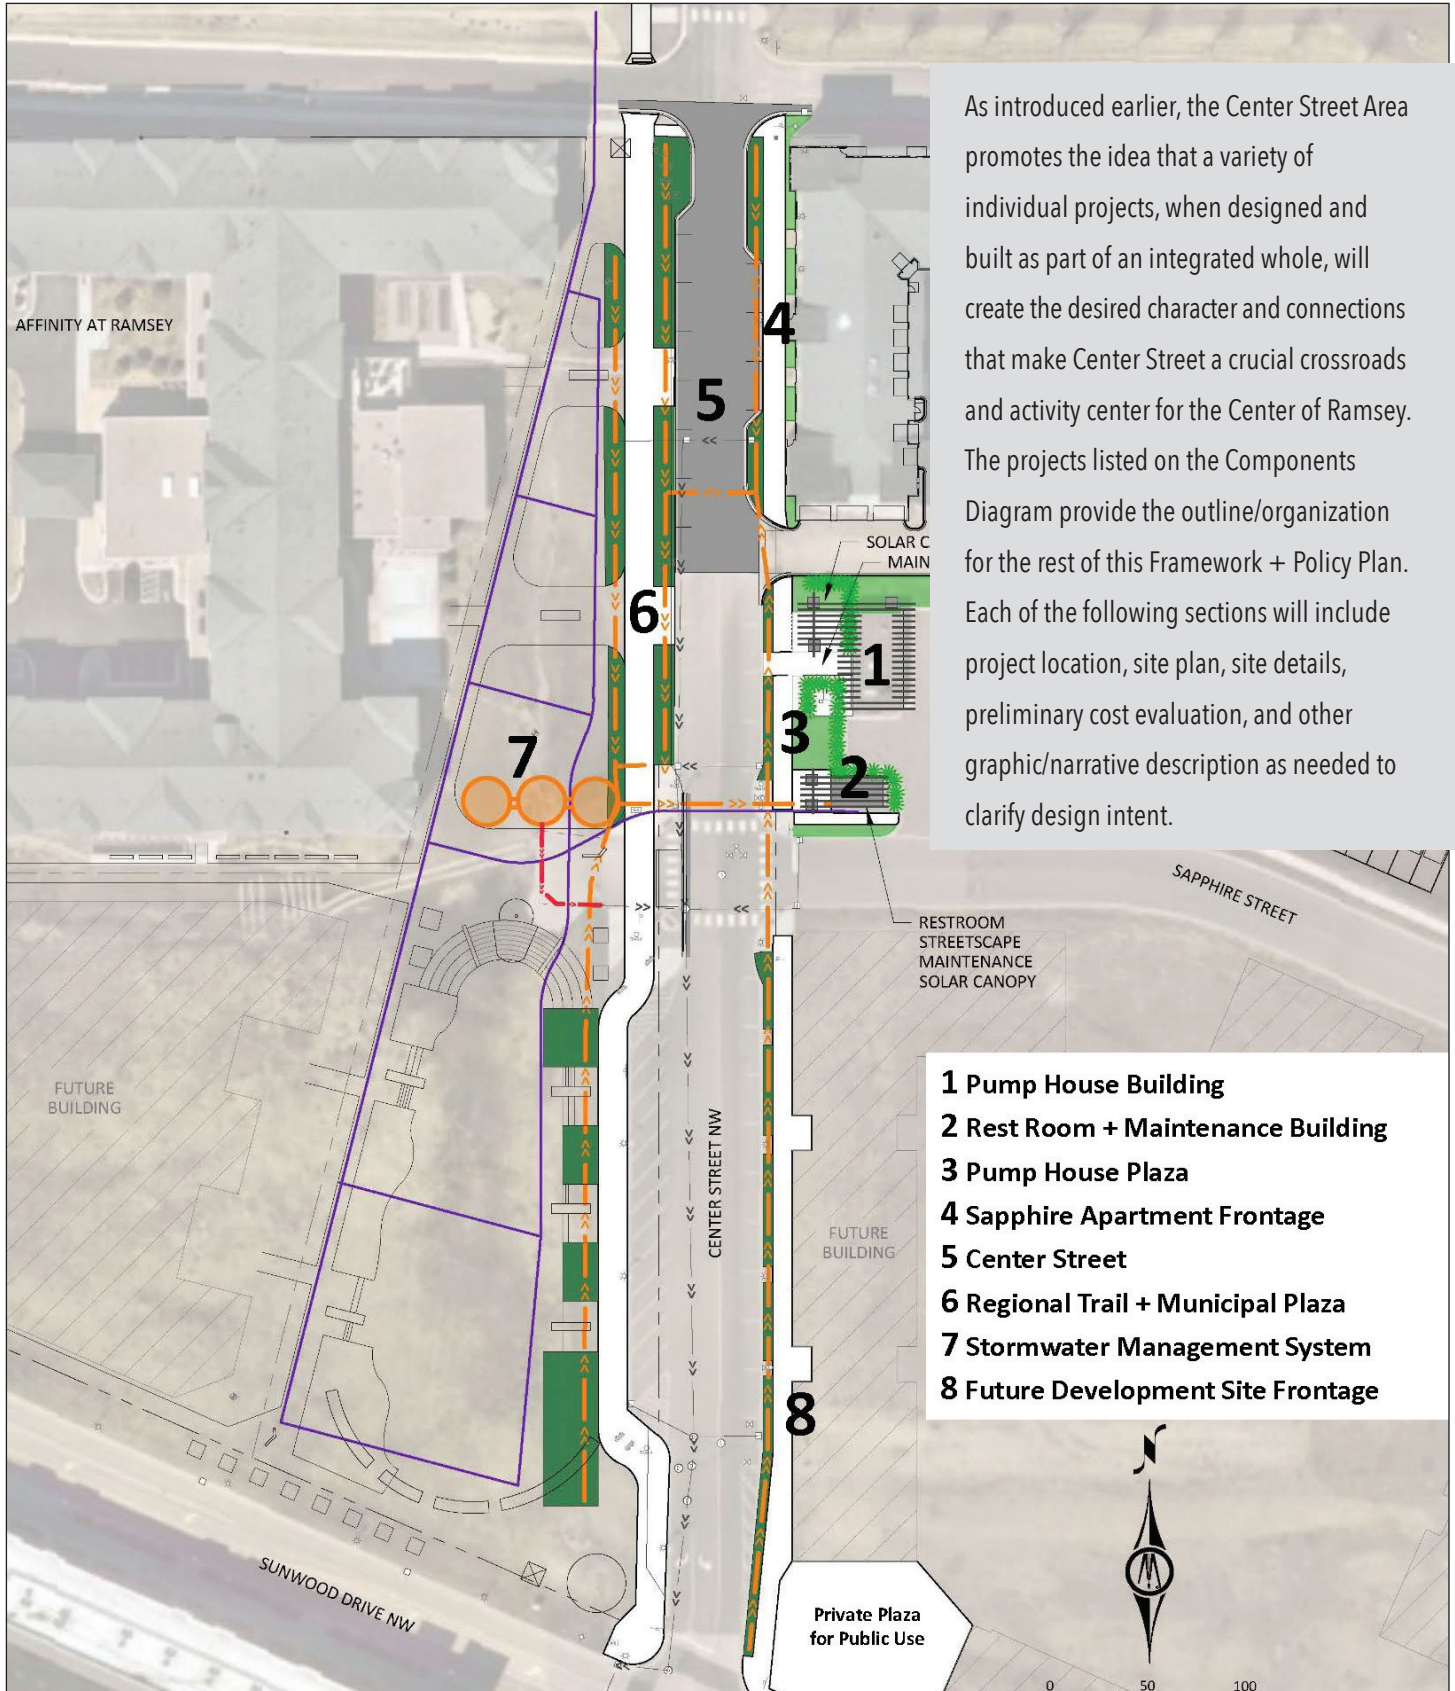 As introduced earlier, the Center Street Area
promotes the idea that a variety of
individual projects, when designed and
built as part of an integrated whole, will
create the desired character and connections
that make Center Street a crucial crossroads
and activity center for the Center of Ramsey.
The projects listed on the Components
Diagram provide the outline/organization
for the rest of this Framework + Policy Plan.
Each of the following sections will include
project location, site plan, site details,
preliminary cost evaluation, and other
graphic/narrative description as needed to
clarify design intent.
AFFINITY AT RAMSEY
4
5
SOLAR C
MAIN
6
1
3
7
2
SAPPHIRE STREET
RESTROOM
STREETSCAPE
MAINTENANCE
SOLAR CANOPY
FUTURE
BUILDING
CENTER STREET NW
FUTURE
BUILDING
1 Pump House Building
2 Rest Room + Maintenance Building
3 Pump House Plaza
4 Sapphire Apartment Frontage
5 Center Street
6 Regional Trail + Municipal Plaza
7 Stormwater Management System
8 Future Development Site Frontage
8
N
SUNWOOD DRIVE NW
Private Plaza
for Public Use
0 50 100